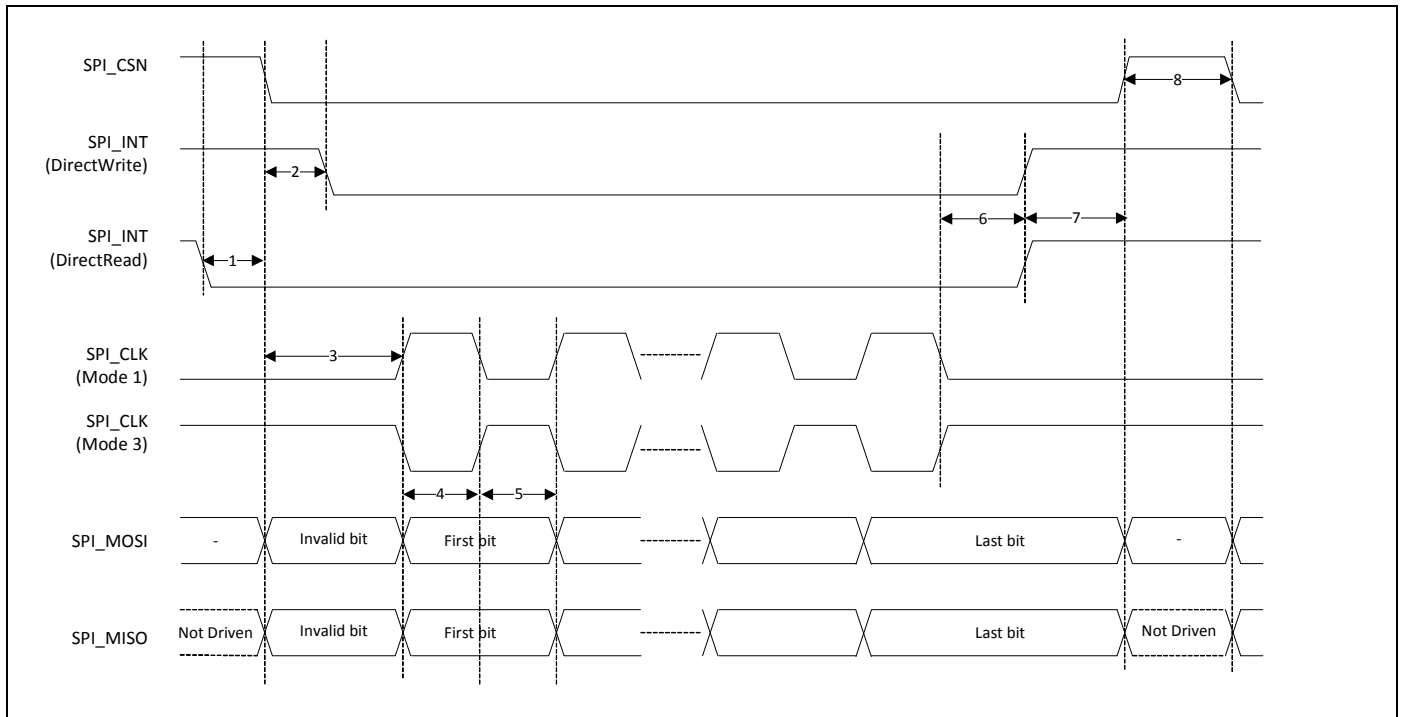 SPI_CSN
8
SPI_INT
(DirectWrite)
2
6
7
SPI_INT
(DirectRead)
1
SPI_CLK
(Mode 1)
3
SPI_CLK
(Mode 3)
4
5
SPI_MOSI
-
Invalid bit
First bit
Last bit
-
SPI_MISO
Not Driven
Invalid bit
First bit
Last bit
Not Driven